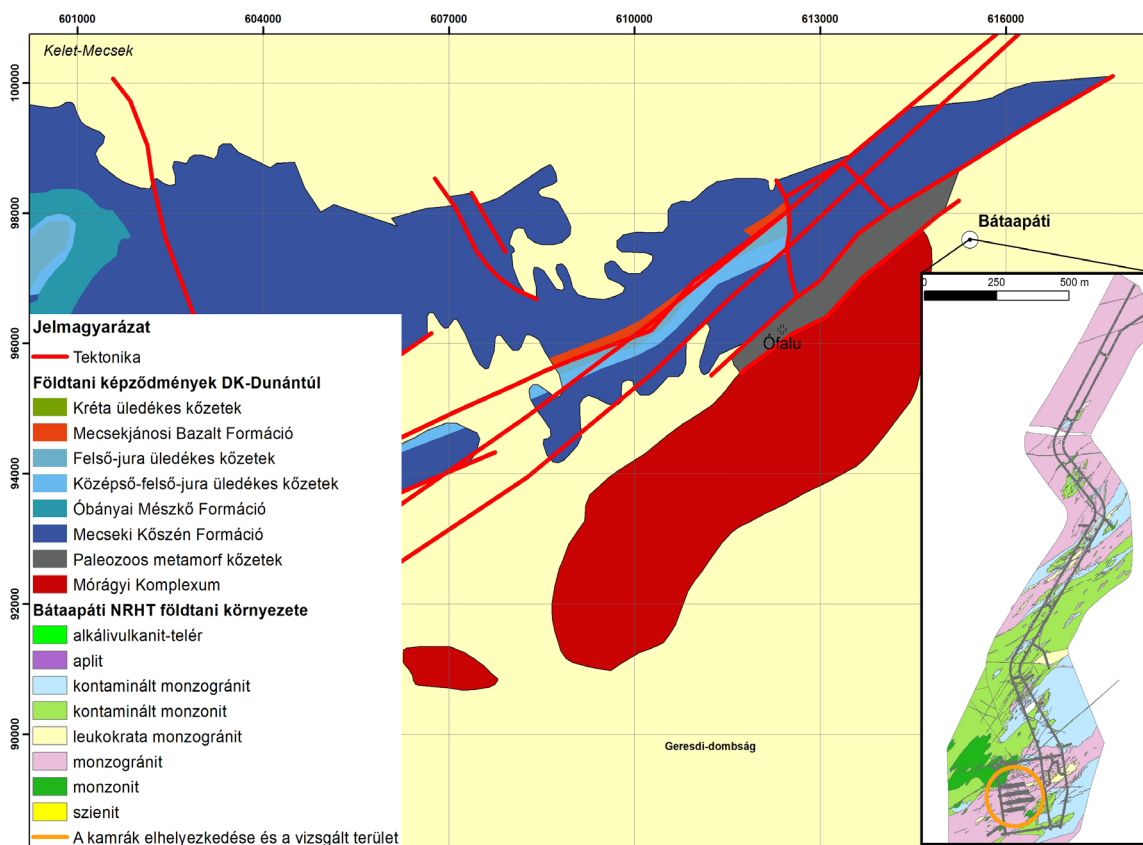 601000 604000 607000 610000 613000 616000
Kelet-Mecsek
100000
98000
96000
94000
92000
90000
Bátaapáti
Ófalu
Geresdi-dombság
0 250 500 m
Jelmagyarázat
Tektonika
Földtani képződmények DK-Dunántúl
Kréta üledékes kőzetek
Mecsekjánosi Bazalt Formáció
Felső-jura üledékes kőzetek
Középső-felső-jura üledékes kőzetek
Óbányai Mészkő Formáció
Mecseki Kőszén Formáció
Paleozoos metamorf kőzetek
Mórágyi Komplexum
Bátaapáti NRHT földtani környezete
alkálivulkanit-telér
aplit
kontaminált monzogránit
kontaminált monzonit
leukokrata monzogránit
monzogránit
monzonit
szienit
A kamrák elhelyezkedése és a vizsgált terület